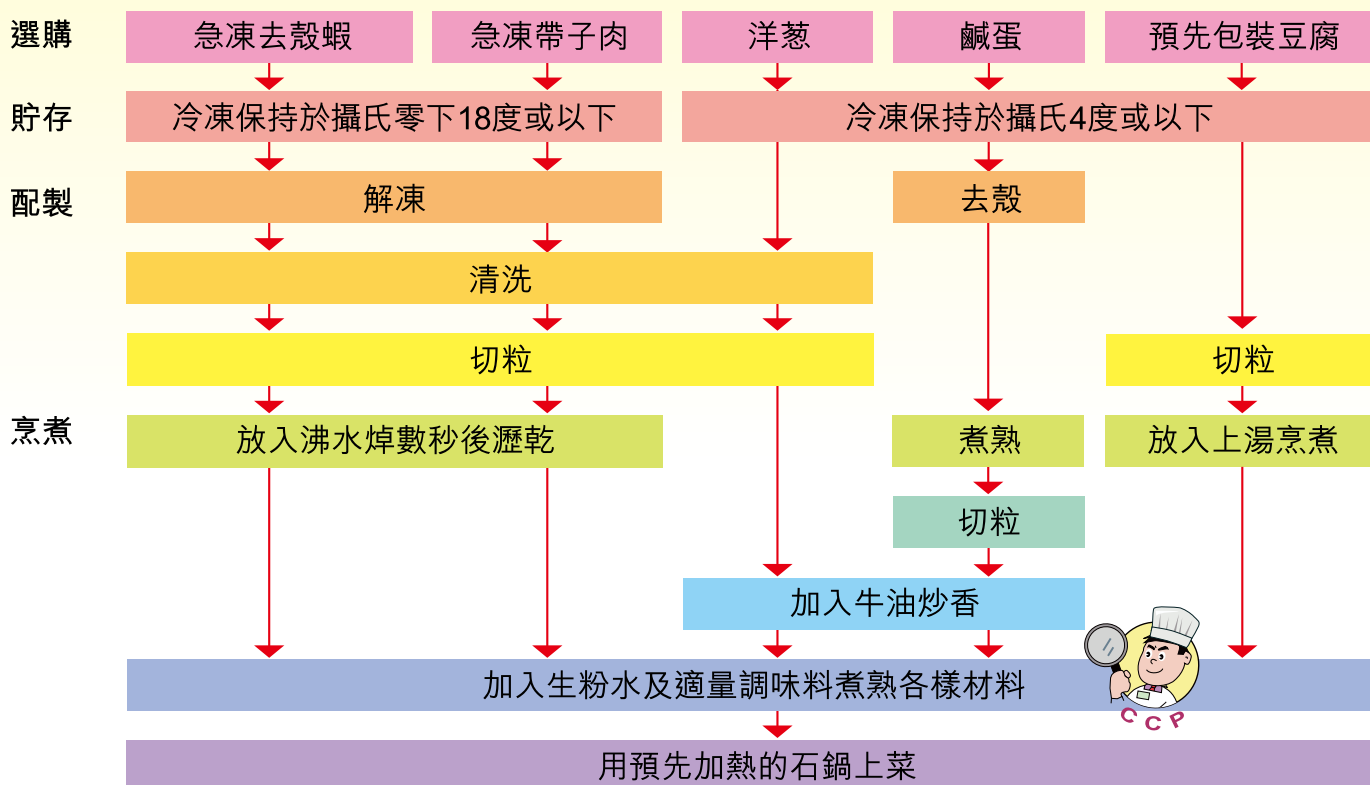 選購
急凍去殼蝦
急凍帶子肉
洋葱
鹹蛋
預先包裝豆腐
貯存
冷凍保持於攝氏零下18度或以下
冷凍保持於攝氏4度或以下
配製
解凍
去殼
清洗
切粒
切粒
烹煮
放入沸水焯數秒後瀝乾
煮熟
放入上湯烹煮
切粒
加入牛油炒香
加入生粉水及適量調味料煮熟各樣材料
CCP
用預先加熱的石鍋上菜